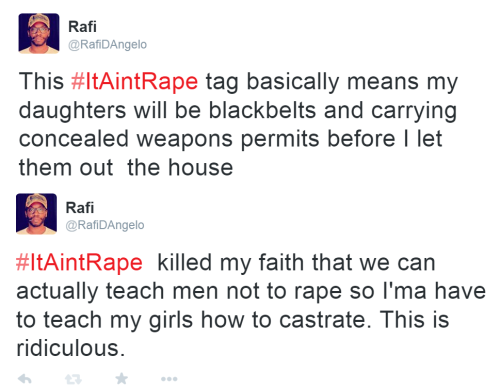 Rafi
@RafiDAngelo
This #ItAintRape tag basically means my
daughters will be blackbelts and carrying
concealed weapons permits before I let
them out the house
Rafi
@RafiDAngelo
#ItAintRape killed my faith that we can
actually teach men not to rape so I'ma have
to teach my girls how to castrate. This is
ridiculous.